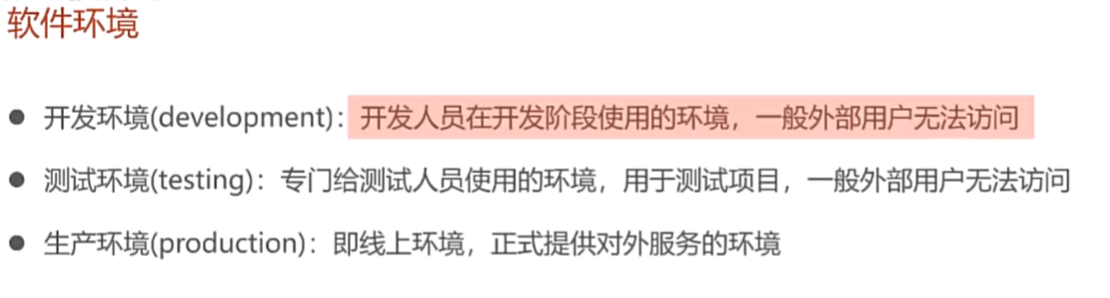 软件环境
● 开发环境(development)：开发人员在开发阶段使用的环境，一般外部用户无法访问
● 测试环境(testing)：专门给测试人员使用的环境，用于测试项目，一般外部用户无法访问
● 生产环境(production)：即线上环境，正式提供对外服务的环境